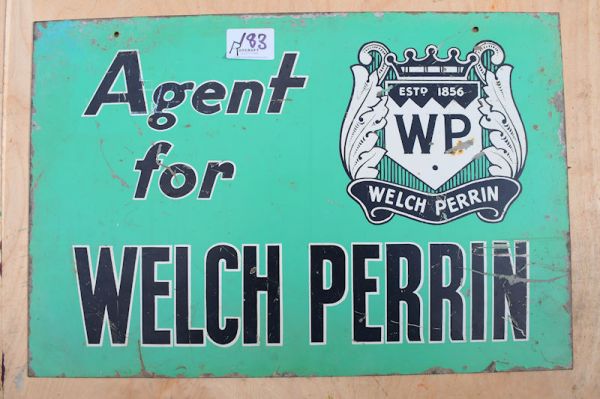 183
Agent
for
WELCH PERRIN
ESTD 1856
WP
WELCH PERRIN